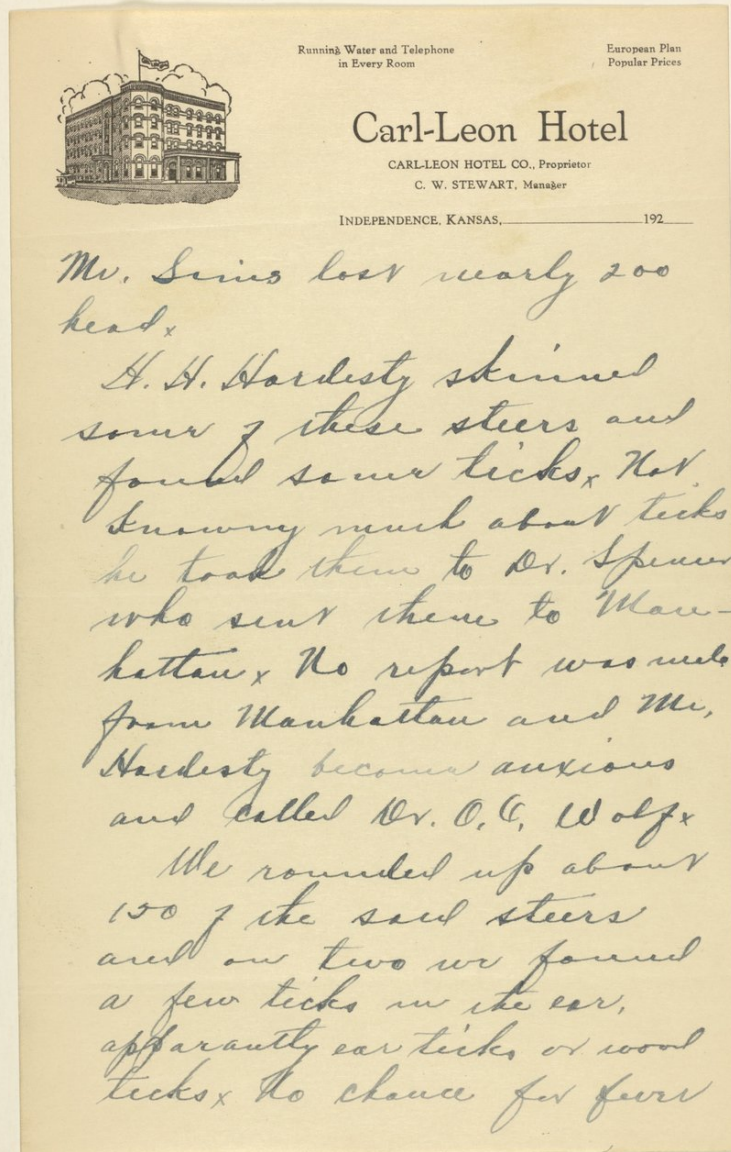 Running Water and Telephone
in Every Room
European Plan
Popular Prices
Carl-Leon Hotel
CARL-LEON HOTEL CO., Proprietor
C. W. STEWART, Manager
INDEPENDENCE, KANSAS, 192
Mr. Sims lost nearly 200
head x
H. H. Hardesty skinned
some of these steers and
found some ticks x Not
knowing much about ticks
he took them to Dr. Spencer
who sent them to Man-
hattan x No report was made
from Manhattan and Mr.
Hardesty become anxious
and called Dr. O. C. Wolf x
We rounded up about
150 of the said steers
and on two we found
a few ticks in the ear,
apparantly ear ticks or wood
ticks x No chance for fever